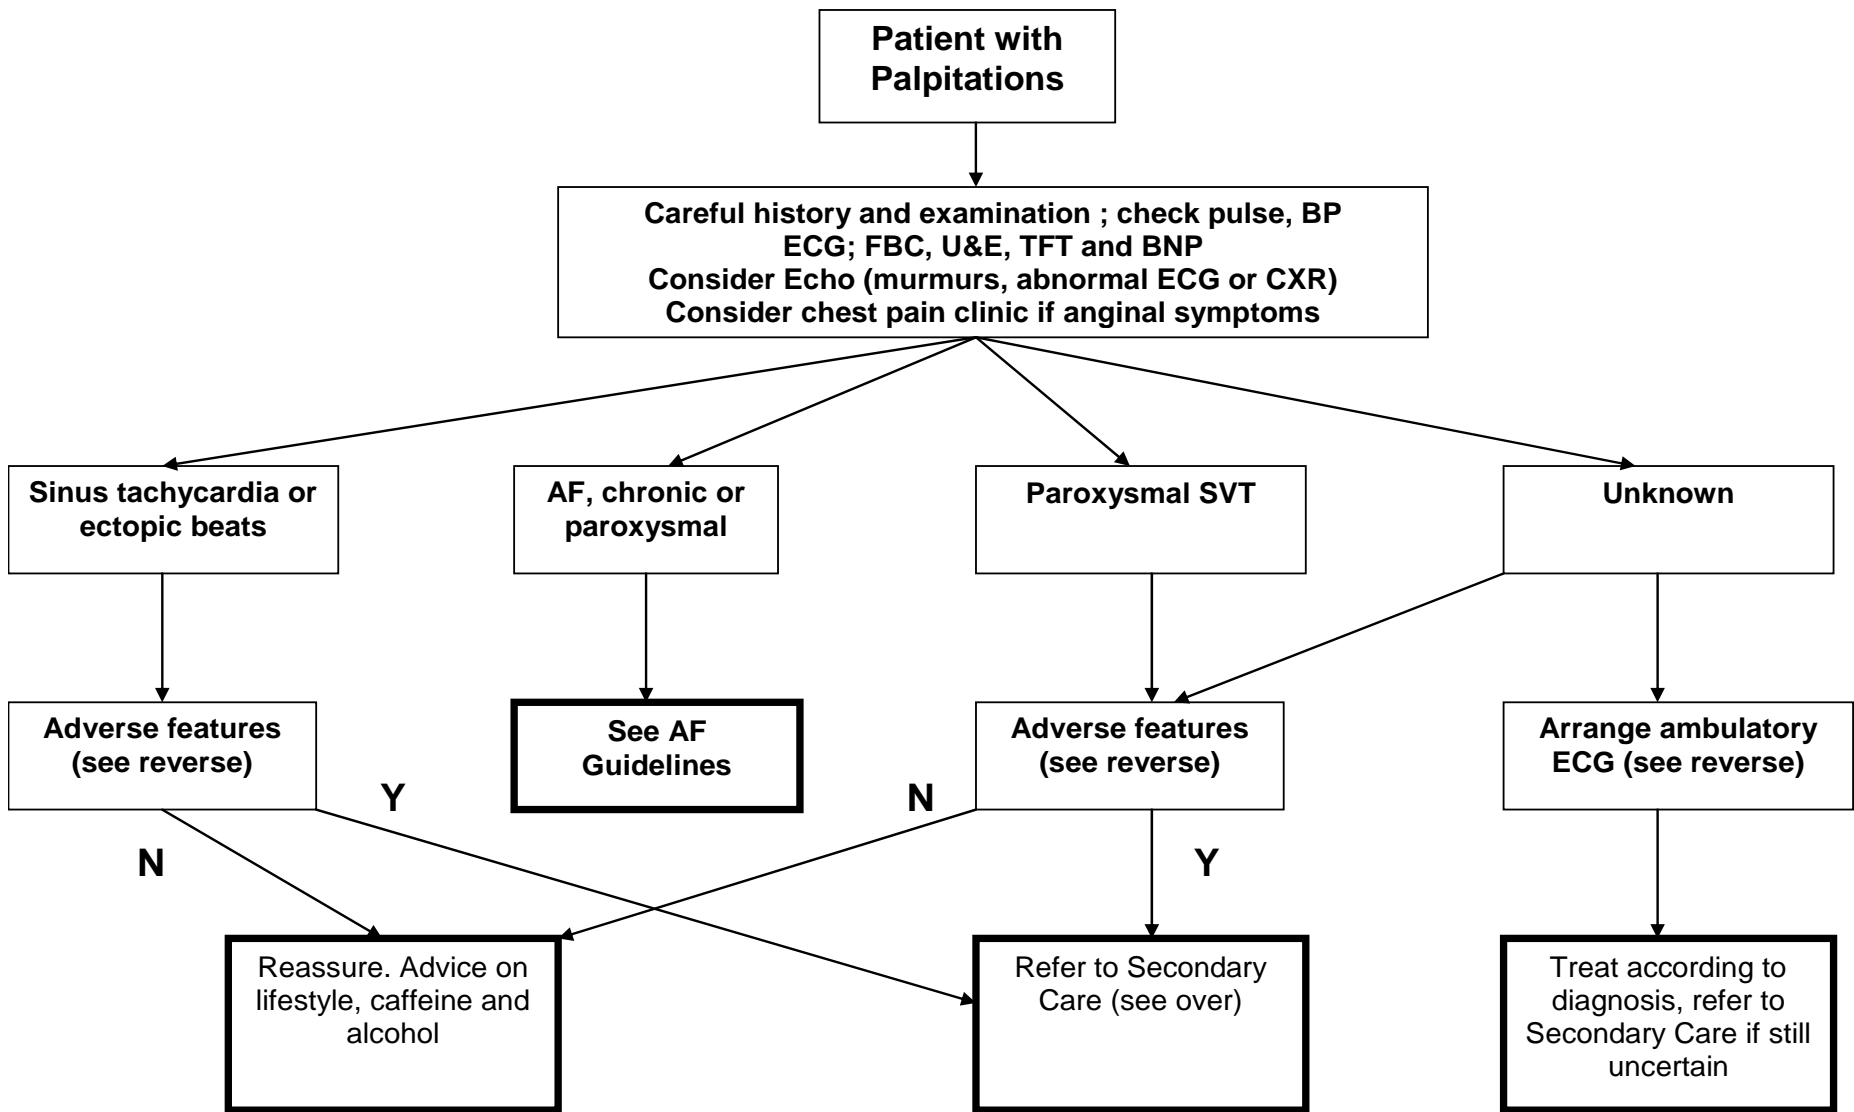 Patient with
Palpitations
Careful history and examination ; check pulse, BP
ECG; FBC, U&E, TFT and BNP
Consider Echo (murmurs, abnormal ECG or CXR)
Consider chest pain clinic if anginal symptoms
Sinus tachycardia or
ectopic beats
AF, chronic or
paroxysmal
Paroxysmal SVT
Unknown
Adverse features
(see reverse)
See AF
Guidelines
Adverse features
(see reverse)
Arrange ambulatory
ECG (see reverse)
Y
N
N
Y
Reassure. Advice on
lifestyle, caffeine and
alcohol
Refer to Secondary
Care (see over)
Treat according to
diagnosis, refer to
Secondary Care if still
uncertain